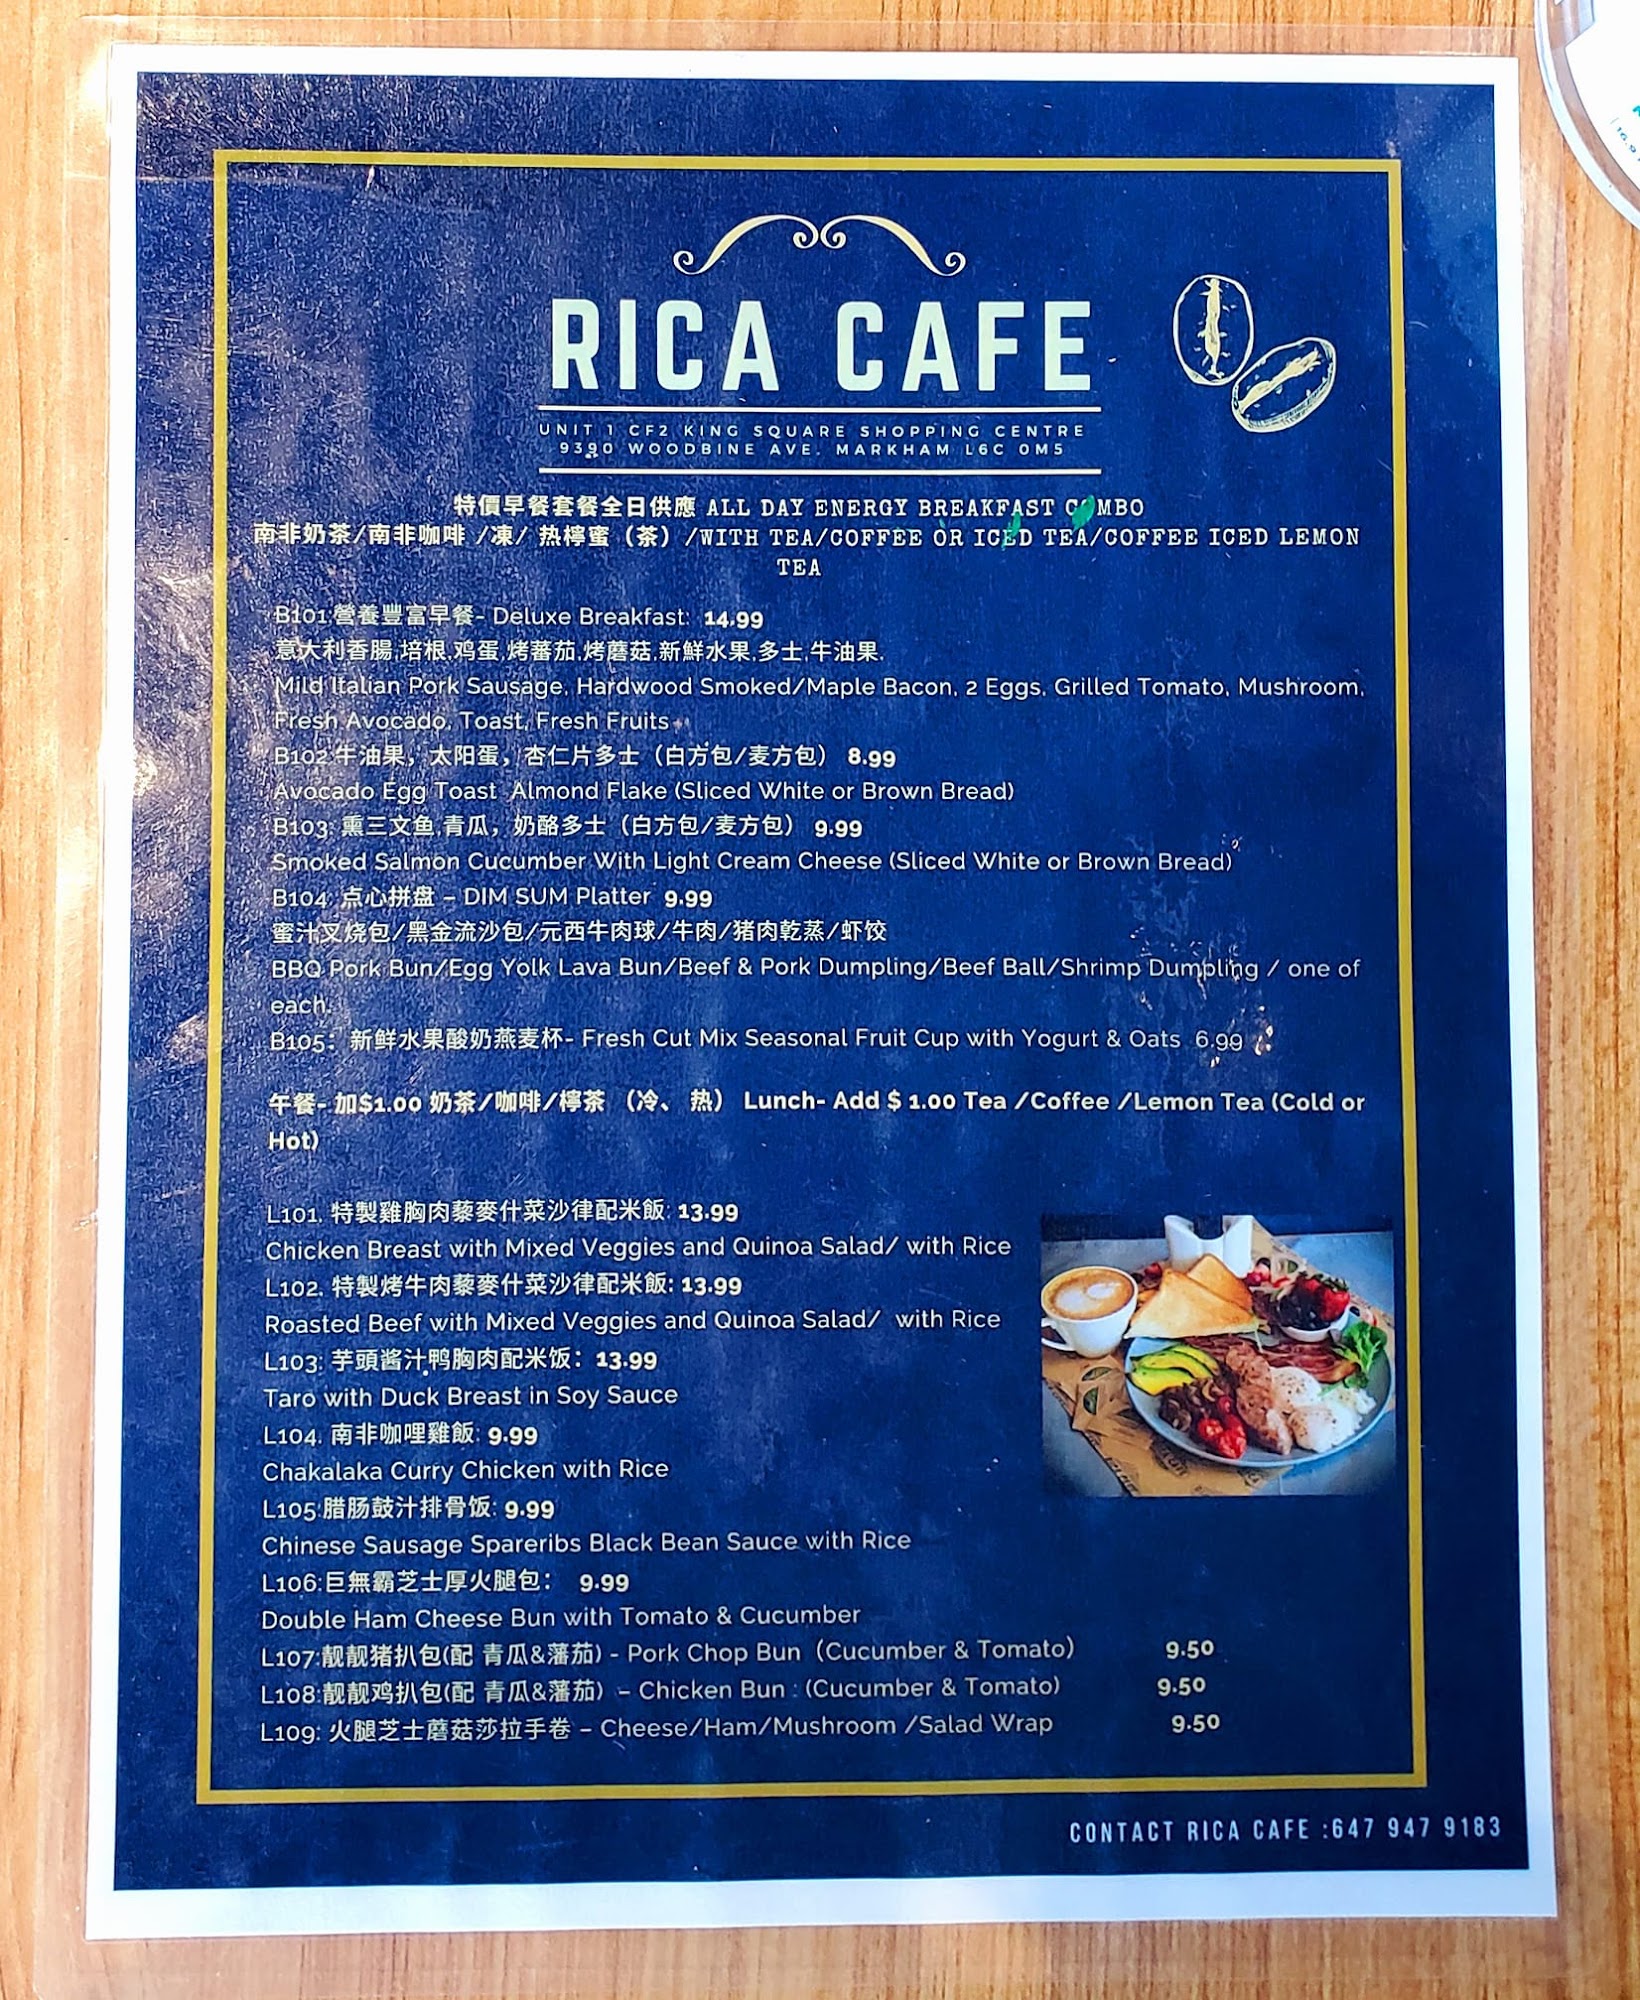 RICA CAFE
UNIT 1 CF2 KING SQUARE SHOPPING CENTRE
9390 WOODBINE AVE. MARKHAM L6C 0M5
特價早餐套餐全日供應 ALL DAY ENERGY BREAKFAST COMBO
南非奶茶/南非咖啡 /凍/ 热檸蜜（茶）/WITH TEA/COFFEE OR ICED TEA/COFFEE ICED LEMON
TEA
B101:營養豐富早餐- Deluxe Breakfast: 14.99
意大利香腸,培根,鸡蛋,烤蕃茄,烤蘑菇,新鮮水果,多士,牛油果.
Mild Italian Pork Sausage, Hardwood Smoked/Maple Bacon, 2 Eggs, Grilled Tomato, Mushroom,
Fresh Avocado, Toast, Fresh Fruits
B102:牛油果，太阳蛋，杏仁片多士（白方包/麦方包） 8.99
Avocado Egg Toast Almond Flake (Sliced White or Brown Bread)
B103: 熏三文鱼,青瓜，奶酪多士（白方包/麦方包） 9.99
Smoked Salmon Cucumber With Light Cream Cheese (Sliced White or Brown Bread)
B104: 点心拼盘 – DIM SUM Platter 9.99
蜜汁叉烧包/黑金流沙包/元西牛肉球/牛肉/猪肉乾蒸/虾饺
BBQ Pork Bun/Egg Yolk Lava Bun/Beef & Pork Dumpling/Beef Ball/Shrimp Dumpling / one of
each.
B105：新鲜水果酸奶燕麦杯- Fresh Cut Mix Seasonal Fruit Cup with Yogurt & Oats 6.99
午餐- 加$1.00 奶茶/咖啡/檸茶 （冷、 热） Lunch- Add $ 1.00 Tea /Coffee /Lemon Tea (Cold or
Hot)
L101. 特製雞胸肉藜麥什菜沙律配米飯: 13.99
Chicken Breast with Mixed Veggies and Quinoa Salad/ with Rice
L102. 特製烤牛肉藜麥什菜沙律配米飯: 13.99
Roasted Beef with Mixed Veggies and Quinoa Salad/ with Rice
L103: 芋頭酱汁鸭胸肉配米饭：13.99
Taro with Duck Breast in Soy Sauce
L104. 南非咖哩雞飯: 9.99
Chakalaka Curry Chicken with Rice
L105:腊肠鼓汁排骨饭: 9.99
Chinese Sausage Spareribs Black Bean Sauce with Rice
L106:巨無霸芝士厚火腿包： 9.99
Double Ham Cheese Bun with Tomato & Cucumber
L107:靓靓猪扒包(配 青瓜&藩茄) - Pork Chop Bun（Cucumber & Tomato） 9.50
L108:靓靓鸡扒包(配 青瓜&藩茄) – Chicken Bun : (Cucumber & Tomato) 9.50
L109: 火腿芝士蘑菇莎拉手卷 – Cheese/Ham/Mushroom /Salad Wrap 9.50
CONTACT RICA CAFE :647 947 9183